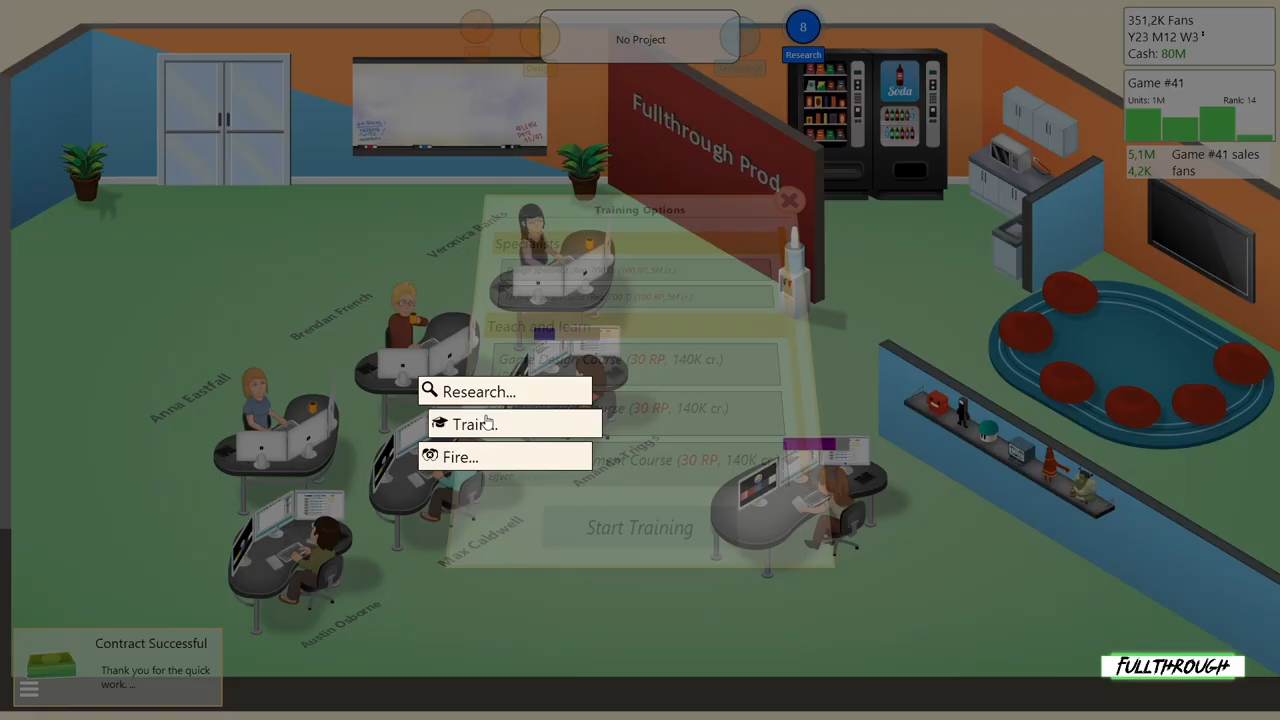 No Project
8
Research
351,2K Fans
Y23 M12 W3
Cash: 80M
Game #41
Units: 1M
Rank: 14
5,1M Game #41 sales
4,2K fans
Soda
Fullthrough Prod
Training Options
Specialists
Teach and learn
Game Design Course (30 RP, 140K cr.)
(30 RP, 140K cr.)
Course (30 RP, 140K
Effect
Start Training
Research...
Train...
Fire...
Veronica Banks
Brendan French
Anna Eastfall
Max Caldwell
Austin Osborne
Contract Successful
Thank you for the quick
work. ...
FULLTHROUGH